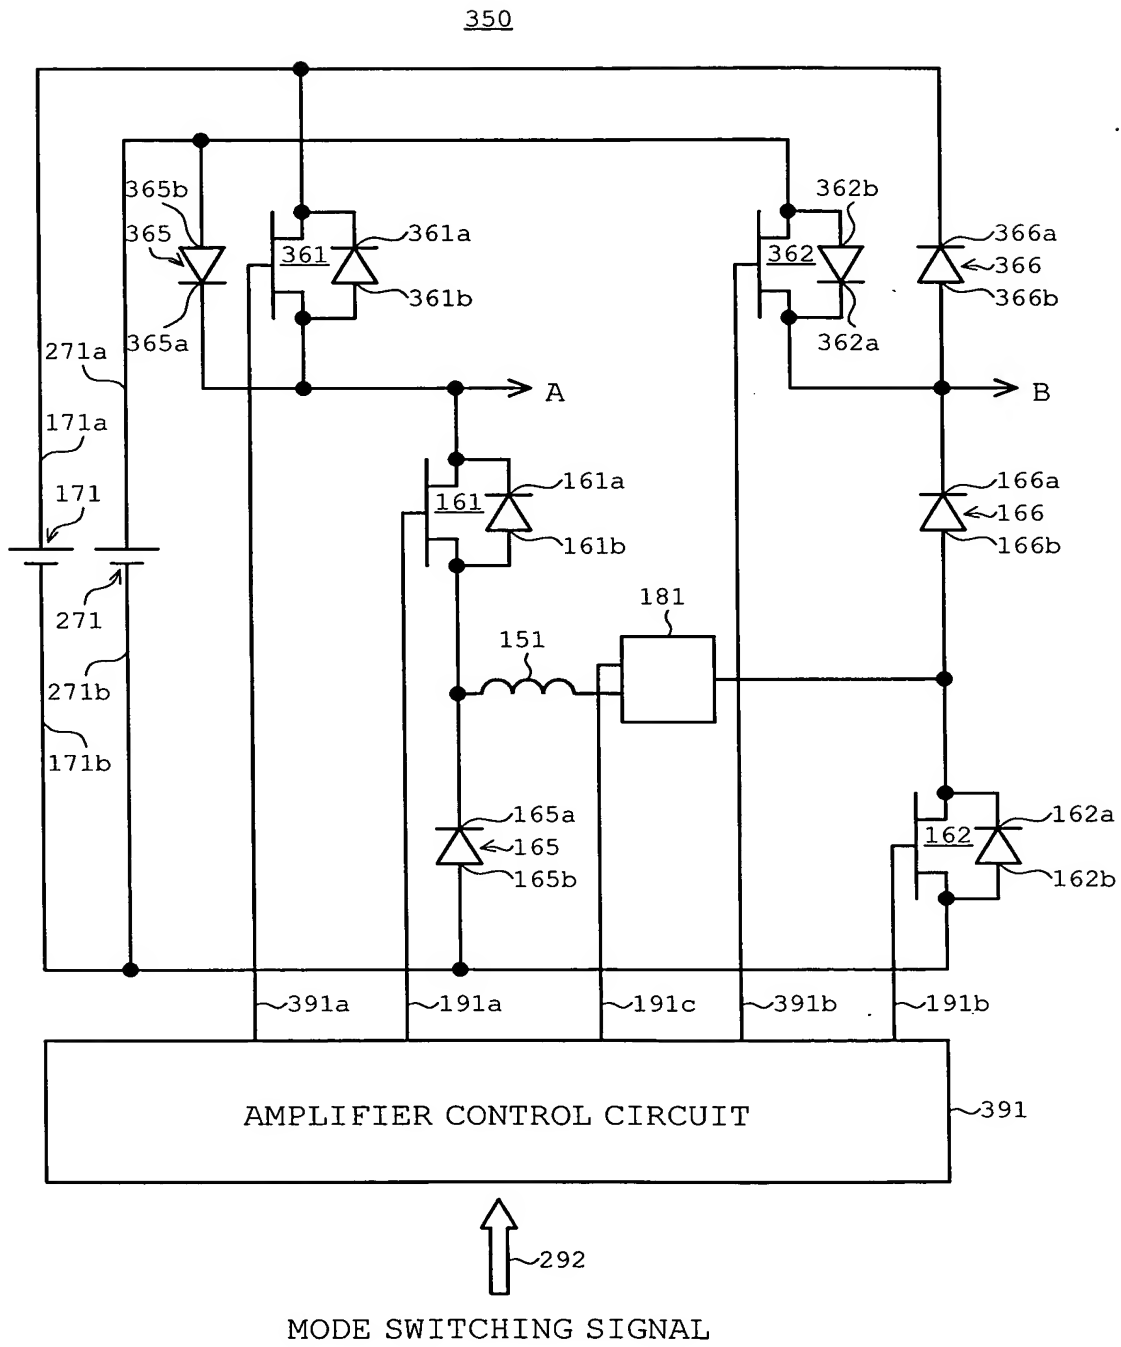 350
365b
365
365a
361
361a
361b
362b
362
362a
366a
366
366b
271a
171a
171
271
271b
171b
A
B
161
161a
161b
166a
166
166b
181
151
165a
165
165b
162
162a
162b
391a
191a
191c
391b
191b
AMPLIFIER CONTROL CIRCUIT
391
292
MODE SWITCHING SIGNAL